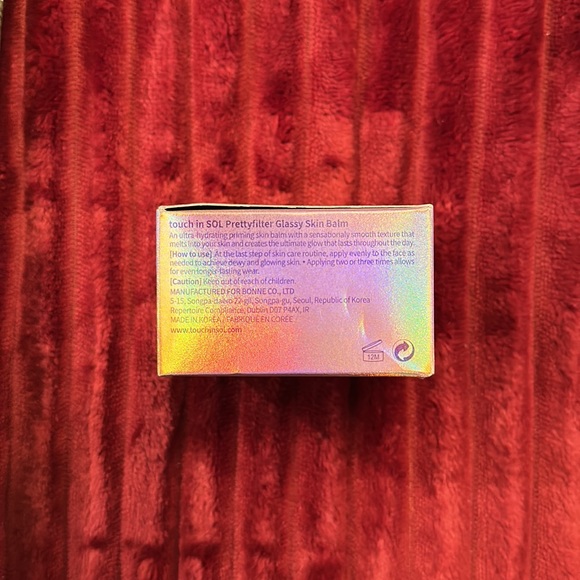 touch in SOL Prettyfilter Glassy Skin Balm
An ultra-hydrating priming skin balm with a sensationaly smooth texture that
melts into your skin and creates the ultimate glow that lasts throughout the day.
[How to use] At the last step of skin care routine, apply evenly to the face as
needed to achieve dewy and glowing skin. • Applying two or three times allows
for even longer-lasting wear.
[Caution] Keep out of reach of children.
MANUFACTURED FOR BONNE CO., LTD
5-15, Songpa-daero 22-gil, Songpa-gu, Seoul, Republic of Korea
Repertoire Compliance, Dublin D07 P4AX, IR
MADE IN KOREA / FABRIQUÉ EN CORÉE
www.touchinsol.com
12M